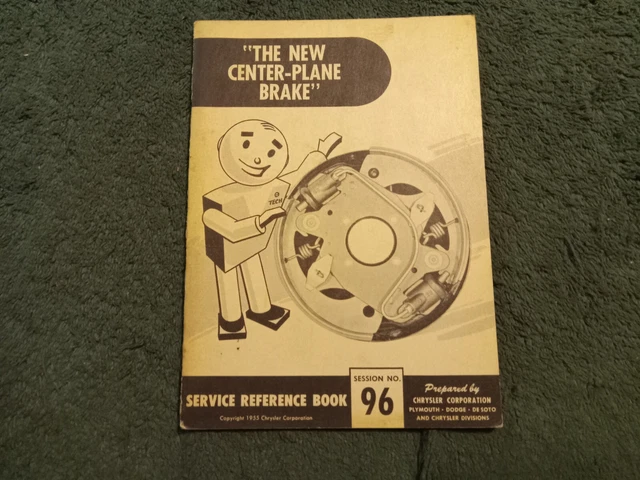 "THE NEW
CENTER-PLANE
BRAKE"
TECH
SERVICE REFERENCE BOOK
Copyright 1955 Chrysler Corporation
SESSION NO.
96
Prepared by
CHRYSLER CORPORATION
PLYMOUTH • DODGE • DE SOTO
AND CHRYSLER DIVISIONS